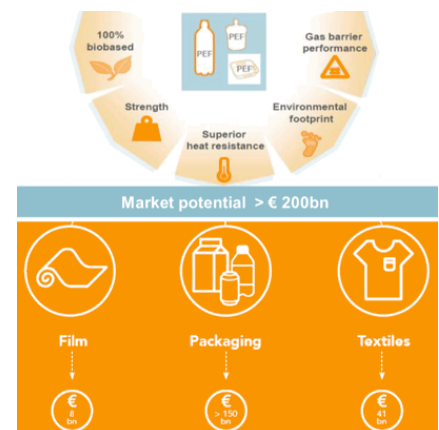 100%
biobased
PEF
PEF
PEF
Gas barrier
performance
Strength
Environmental
footprint
Superior
heat resistance
Market potential > € 200bn
Film
Packaging
Textiles
€
8
bn
€
> 150
bn
€
41
bn